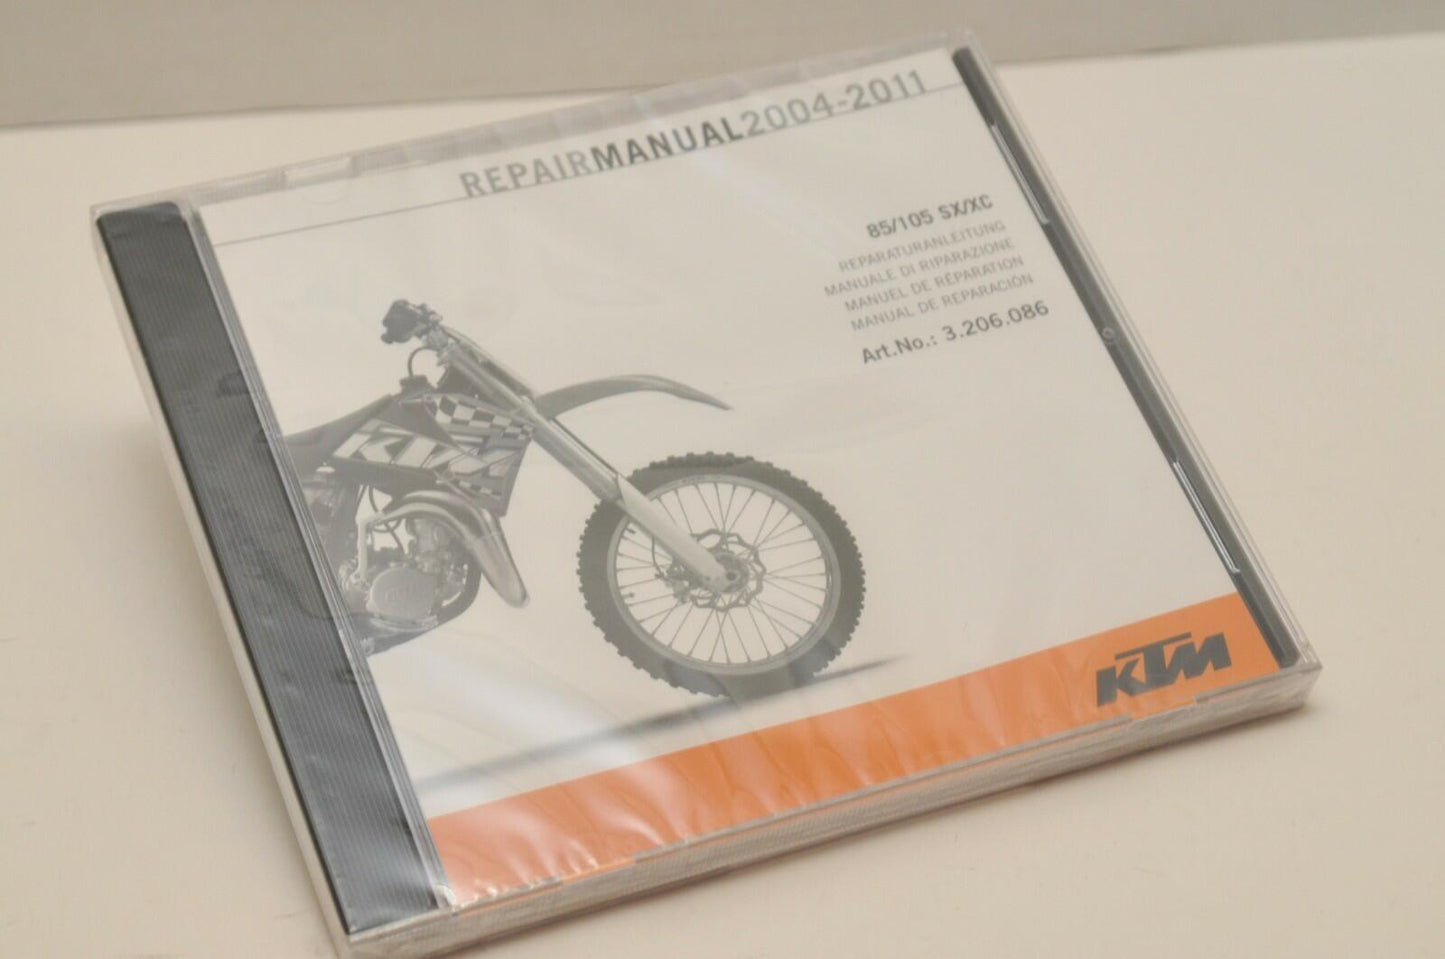 REPAIRMANUAL2004-2011
85/105 SX/XC
REPARATURANLEITUNG
MANUALE DI RIPARAZIONE
MANUEL DE RÉPARATION
MANUAL DE REPARACIÓN
Art.No.: 3.206.086
KTM
KTM